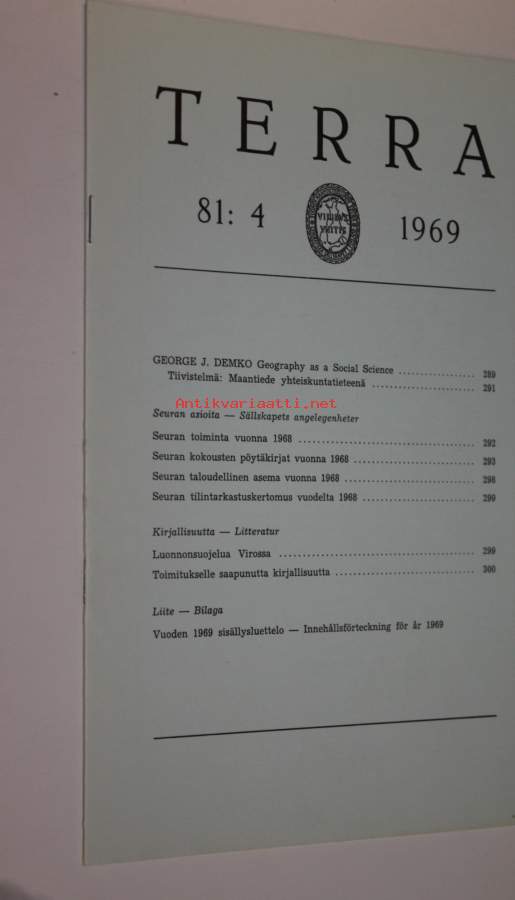 TERRA
81: 4 1969
GEORGE J. DEMKO Geography as a Social Science .................... 289
Tiivistelmä: Maantiede yhteiskuntatieteenä .................... 291
Antikvariaatti.net
Seuran asioita — Sällskapets angelegenheter
Seuran toiminta vuonna 1968 .................... 292
Seuran kokousten pöytäkirjat vuonna 1968 .................... 293
Seuran taloudellinen asema vuonna 1968 .................... 298
Seuran tilintarkastuskertomus vuodelta 1968 .................... 299
Kirjallisuutta — Litteratur
Luonnonsuojelua Virossa .................... 299
Toimitukselle saapunutta kirjallisuutta .................... 300
Liite — Bilaga
Vuoden 1969 sisällysluettelo — Innehållsförteckning för år 1969